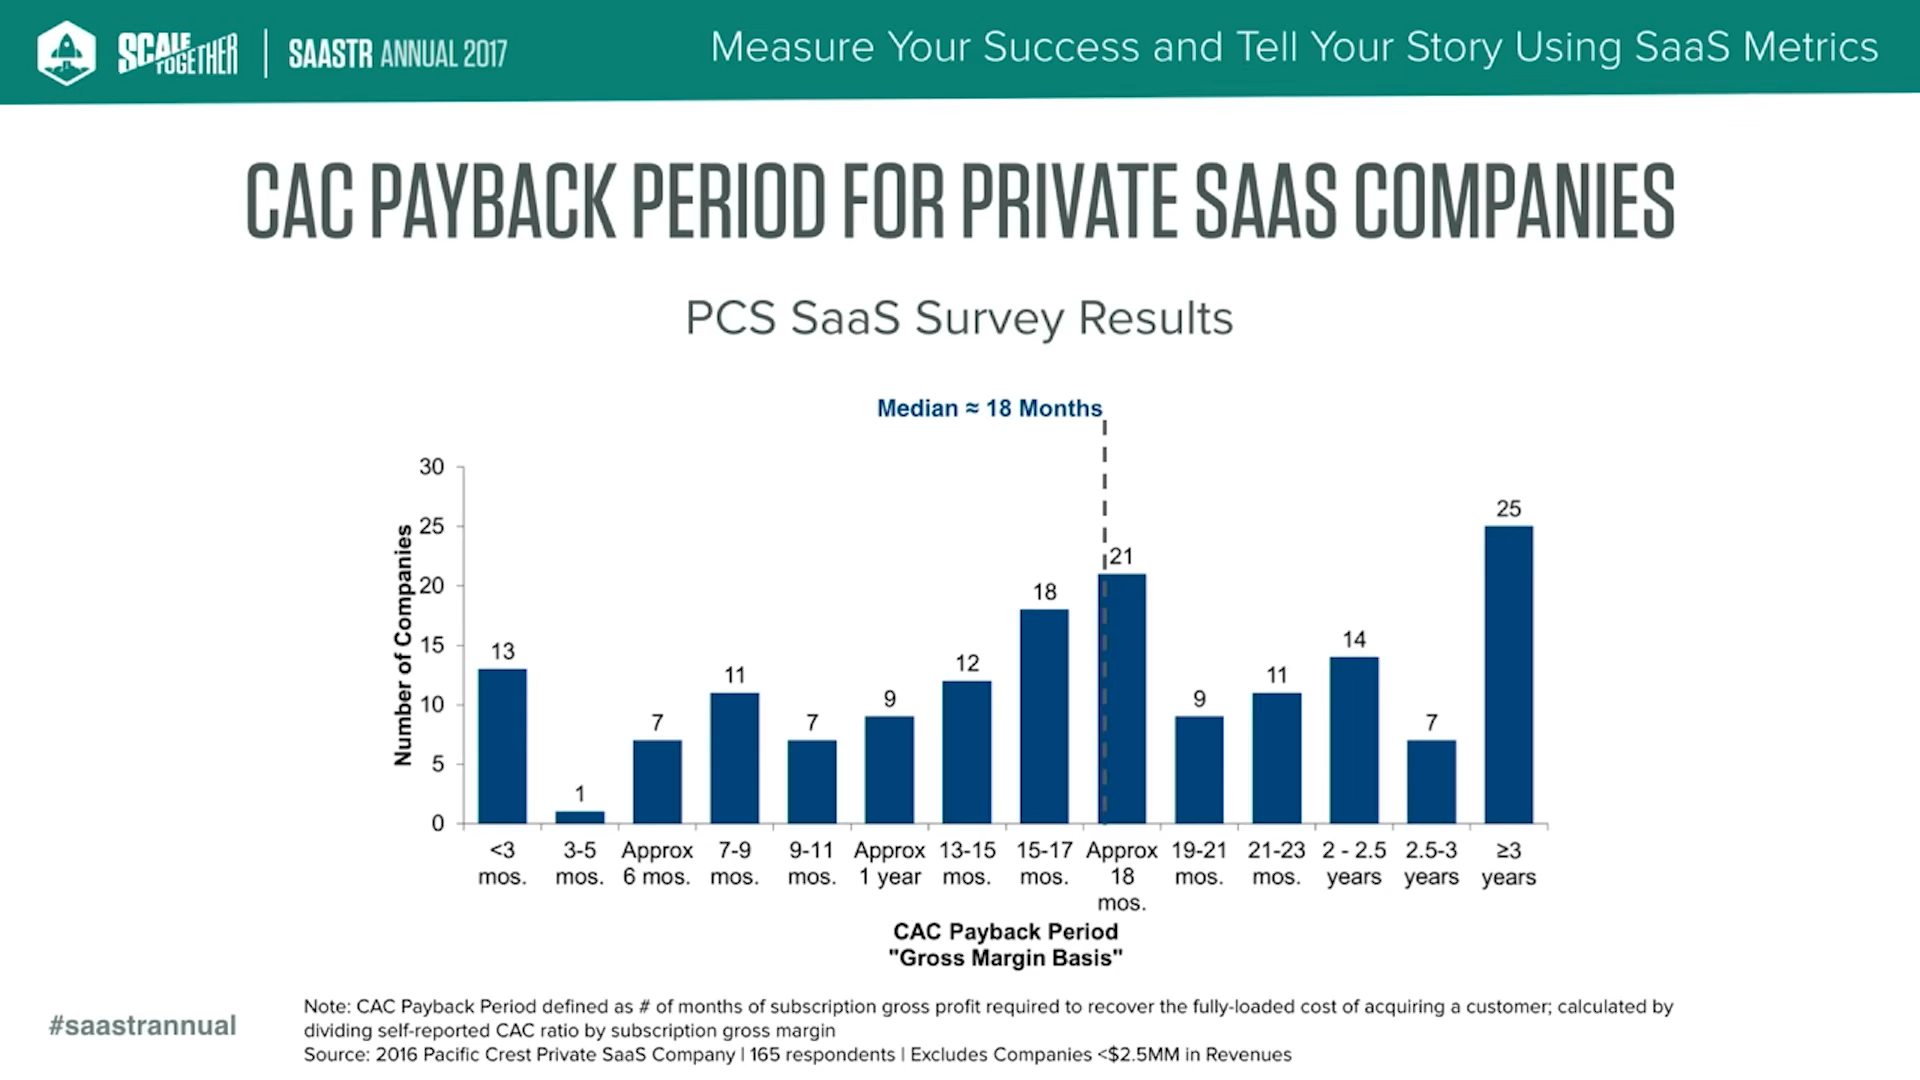 SCALE TOGETHER | SAASTR ANNUAL 2017
Measure Your Success and Tell Your Story Using SaaS Metrics
CAC PAYBACK PERIOD FOR PRIVATE SAAS COMPANIES
PCS SaaS Survey Results
Median ≈ 18 Months
Number of Companies
30
25
20
15
10
5
0
13
1
7
11
7
9
12
18
21
9
11
14
7
25
<3 mos.
3-5 mos.
Approx 6 mos.
7-9 mos.
9-11 mos.
Approx 1 year
13-15 mos.
15-17 mos.
Approx 18 mos.
19-21 mos.
21-23 mos.
2 - 2.5 years
2.5-3 years
≥3 years
CAC Payback Period
"Gross Margin Basis"
#saastrannual
Note: CAC Payback Period defined as # of months of subscription gross profit required to recover the fully-loaded cost of acquiring a customer; calculated by
dividing self-reported CAC ratio by subscription gross margin
Source: 2016 Pacific Crest Private SaaS Company | 165 respondents | Excludes Companies <$2.5MM in Revenues